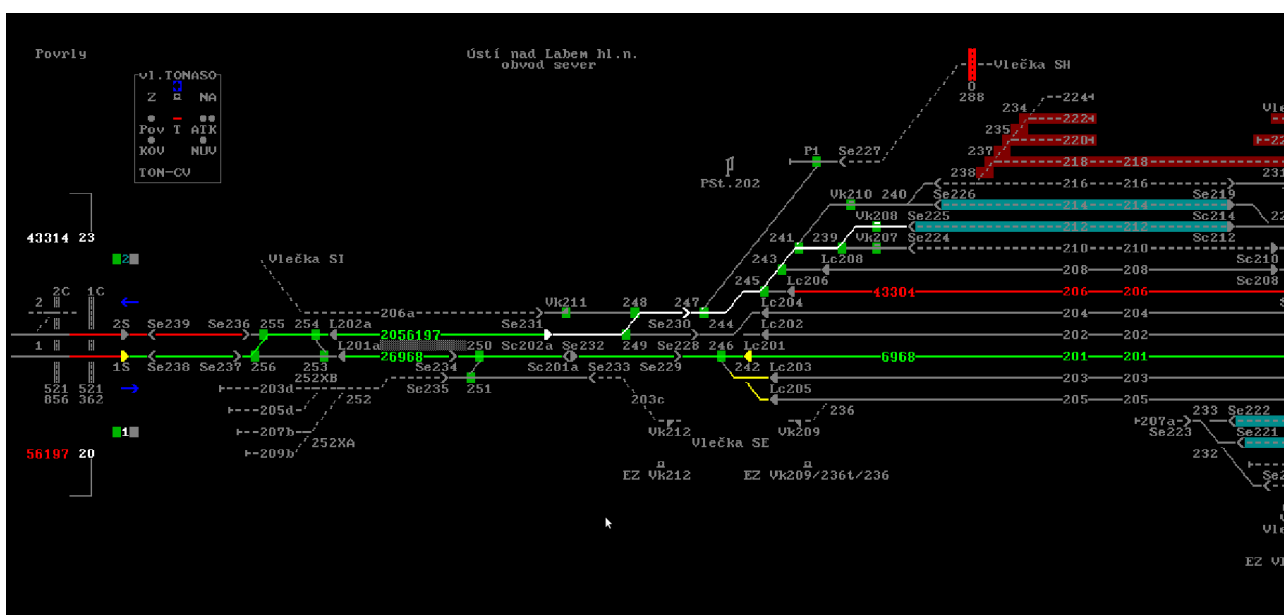 Povrly
Ústí nad Labem hl.n.
obvod sever
vl.TONASO
Z NA
Pov T ATK
KOV NUV
TON-CV
Vlečka SH
288
234 224
235 222
220
237
218 218
238
216 216 231
P1 Se227
PSt.202
Vk210 240 Se226 214 214 Se219
Vk208 Se225 212 212 Sc214
241 239 Vk207 Se224 210 210 Sc212
243 Lc208 208 208 Sc210
245 Lc206 43304 206 206 Sc208
43314 23
2
Vlečka SI
2C 1C
206a Vk211 248 247 Lc204 204 204
2 2S Se239 Se236 255 254 L202a 2056197 Se231 Se230 244 Lc202 202 202
1 L201a 26968 250 Sc202a Se232 249 Se228 246 Lc201 6968 201 201
1S Se238 Se237 256 253 Se234 Sc201a Se233 Se229 242 Lc203 203 203
252XB
521 521 203d 252 Se235 251 Lc205 205 205
856 362
205d 203c 236
207b Vk212 Vk209 207a 233 Se222
1 252XA Vlečka SE Se223 Se221
56197 20 209b 232
EZ Vk212 EZ Vk209/236t/236
EZ